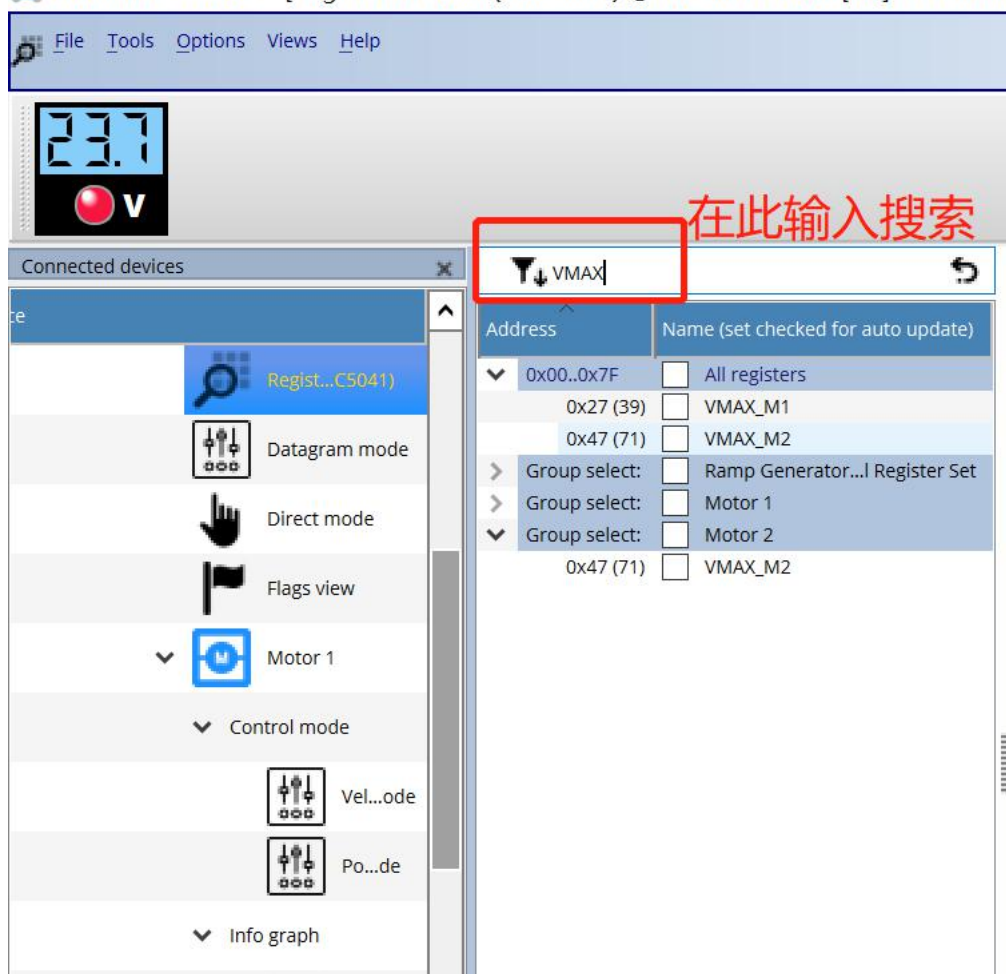 File Tools Options Views Help
23.7
V
在此输入搜索
Connected devices
VMAX
Address Name (set checked for auto update)
0x00..0x7F All registers
Regist...C5041)
0x27 (39) VMAX_M1
0x47 (71) VMAX_M2
Datagram mode
Group select: Ramp Generator...l Register Set
Group select: Motor 1
Direct mode
Group select: Motor 2
0x47 (71) VMAX_M2
Flags view
Motor 1
Control mode
Vel...ode
Po...de
Info graph